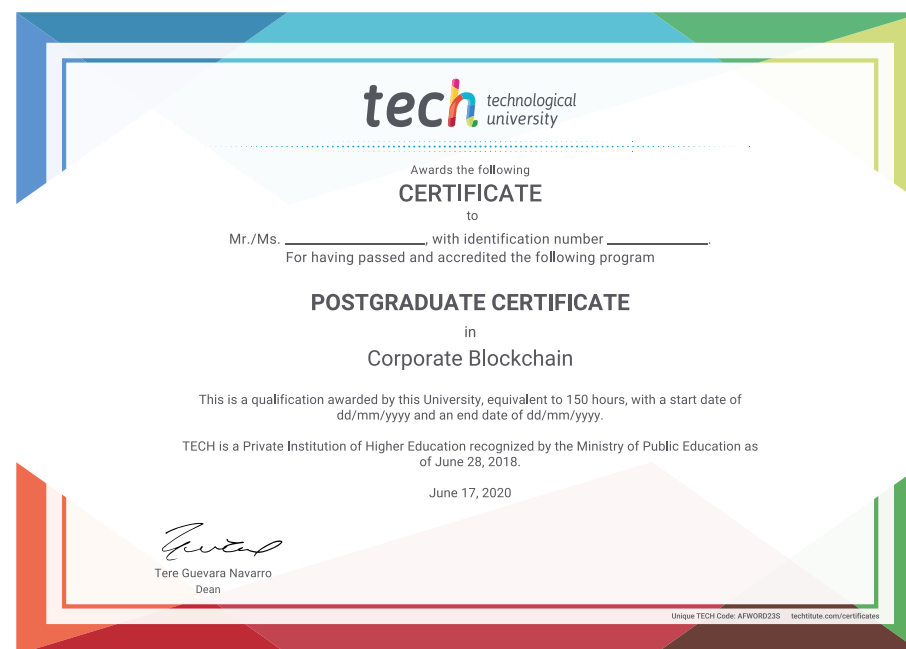 tech technological
university
Awards the following
CERTIFICATE
to
Mr./Ms. ____________, with identification number ____________.
For having passed and accredited the following program
POSTGRADUATE CERTIFICATE
in
Corporate Blockchain
This is a qualification awarded by this University, equivalent to 150 hours, with a start date of
dd/mm/yyyy and an end date of dd/mm/yyyy.
TECH is a Private Institution of Higher Education recognized by the Ministry of Public Education as
of June 28, 2018.
June 17, 2020
Tere Guevara Navarro
Dean
Unique TECH Code: AFWORD23S techtitute.com/certificates